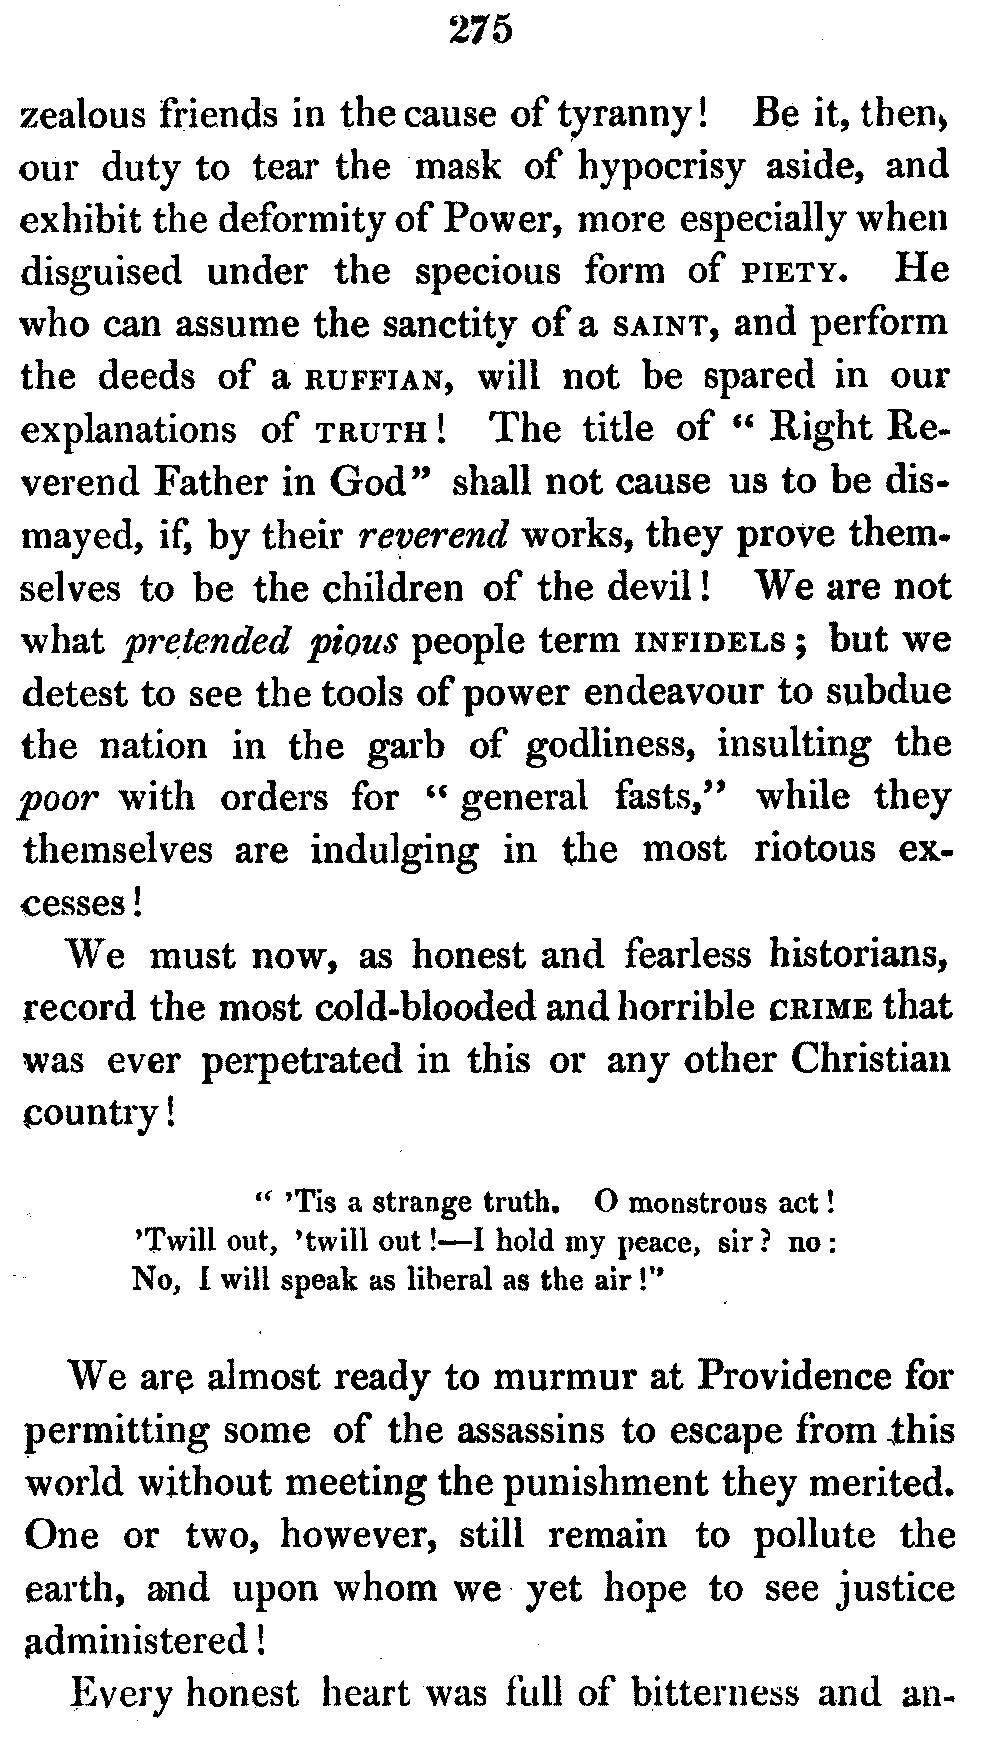 275
zealous friends in the cause of tyranny! Be it, then,
our duty to tear the mask of hypocrisy aside, and
exhibit the deformity of Power, more especially when
disguised under the specious form of PIETY. He
who can assume the sanctity of a SAINT, and perform
the deeds of a RUFFIAN, will not be spared in our
explanations of TRUTH! The title of “ Right Re-
verend Father in God” shall not cause us to be dis-
mayed, if, by their reverend works, they prove them-
selves to be the children of the devil! We are not
what pretended pious people term INFIDELS; but we
detest to see the tools of power endeavour to subdue
the nation in the garb of godliness, insulting the
poor with orders for “ general fasts,” while they
themselves are indulging in the most riotous ex-
cesses!
We must now, as honest and fearless historians,
record the most cold-blooded and horrible CRIME that
was ever perpetrated in this or any other Christian
country!
“ ’Tis a strange truth. O monstrous act!
’Twill out, ’twill out!—I hold my peace, sir? no:
No, I will speak as liberal as the air!”
We are almost ready to murmur at Providence for
permitting some of the assassins to escape from this
world without meeting the punishment they merited.
One or two, however, still remain to pollute the
earth, and upon whom we yet hope to see justice
administered!
Every honest heart was full of bitterness and an-